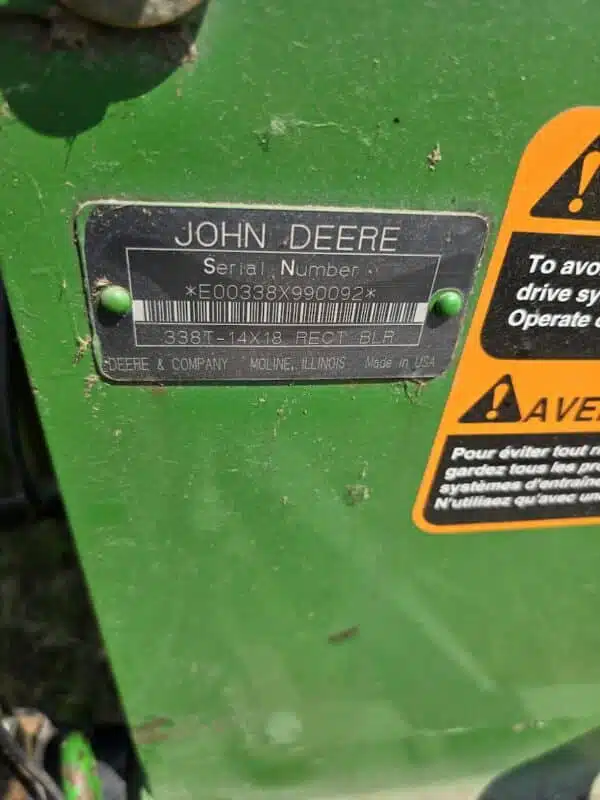 JOHN DEERE
Serial Number
*E00338X990092*
338T-14X18 RECT BLR
DEERE & COMPANY MOLINE, ILLINOIS Made in USA
To avo
drive sy
Operate
AVE
Pour éviter tout
gardez tous les pr
systèmes d'entraîne
N'utilisez qu'avec un